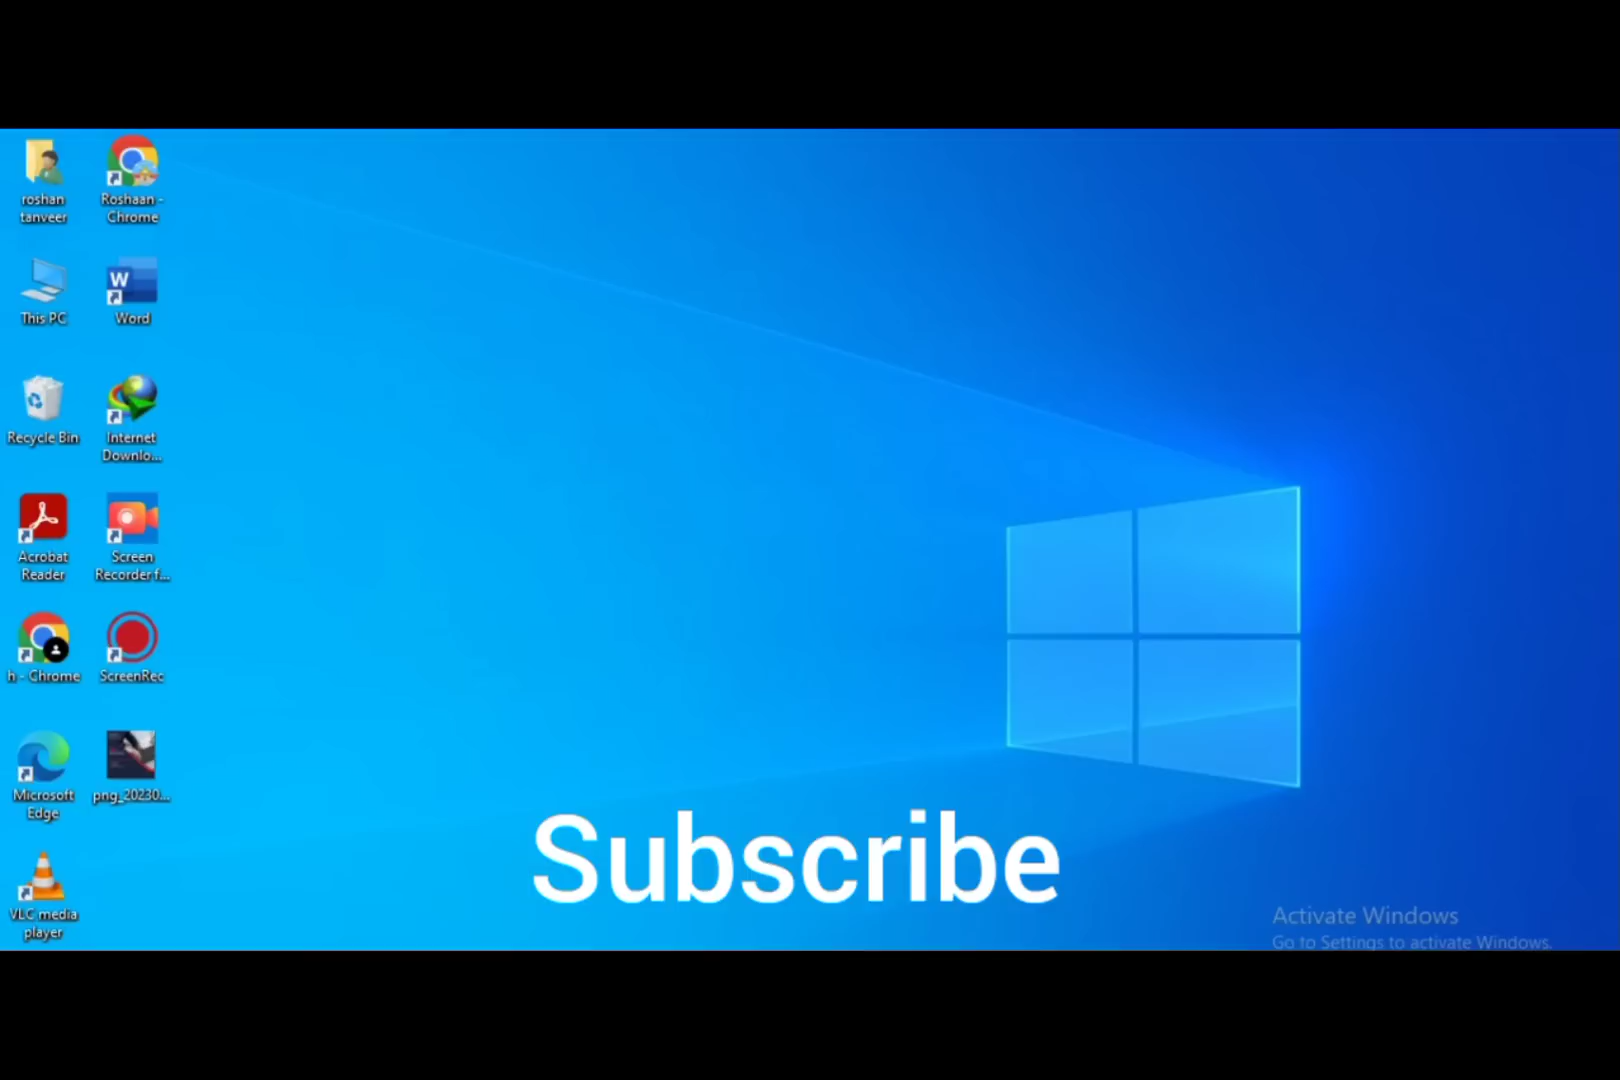 roshan
tanveer
Roshaan -
Chrome
This PC
Word
Recycle Bin
Internet
Downlo...
Acrobat
Reader
Screen
Recorder f...
h - Chrome
ScreenRec
Microsoft
Edge
png_20230...
VLC media
player
Subscribe
Activate Windows
Go to Settings to activate Windows.